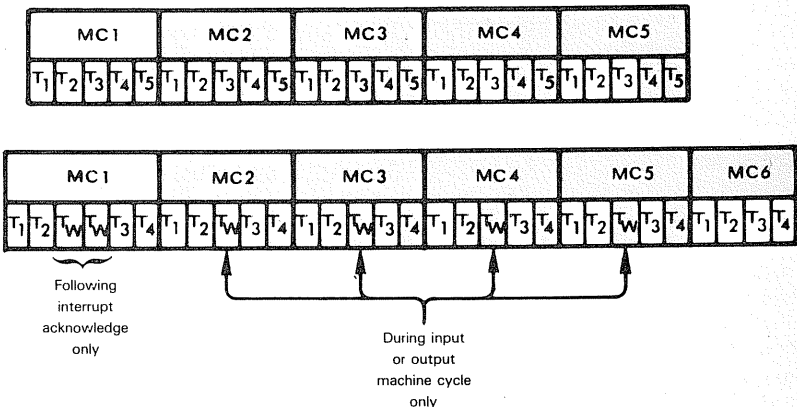 MC1 MC2 MC3 MC4 MC5
T1 T2 T3 T4 T5 T1 T2 T3 T4 T5 T1 T2 T3 T4 T5 T1 T2 T3 T4 T5 T1 T2 T3 T4 T5
MC1 MC2 MC3 MC4 MC5 MC6
T1 T2 TW TW T3 T4 T1 T2 TW T3 T4 T1 T2 TW T3 T4 T1 T2 TW T3 T4 T1 T2 TW T3 T4 T1 T2 T3 T4
Following
interrupt
acknowledge
only
During input
or output
machine cycle
only